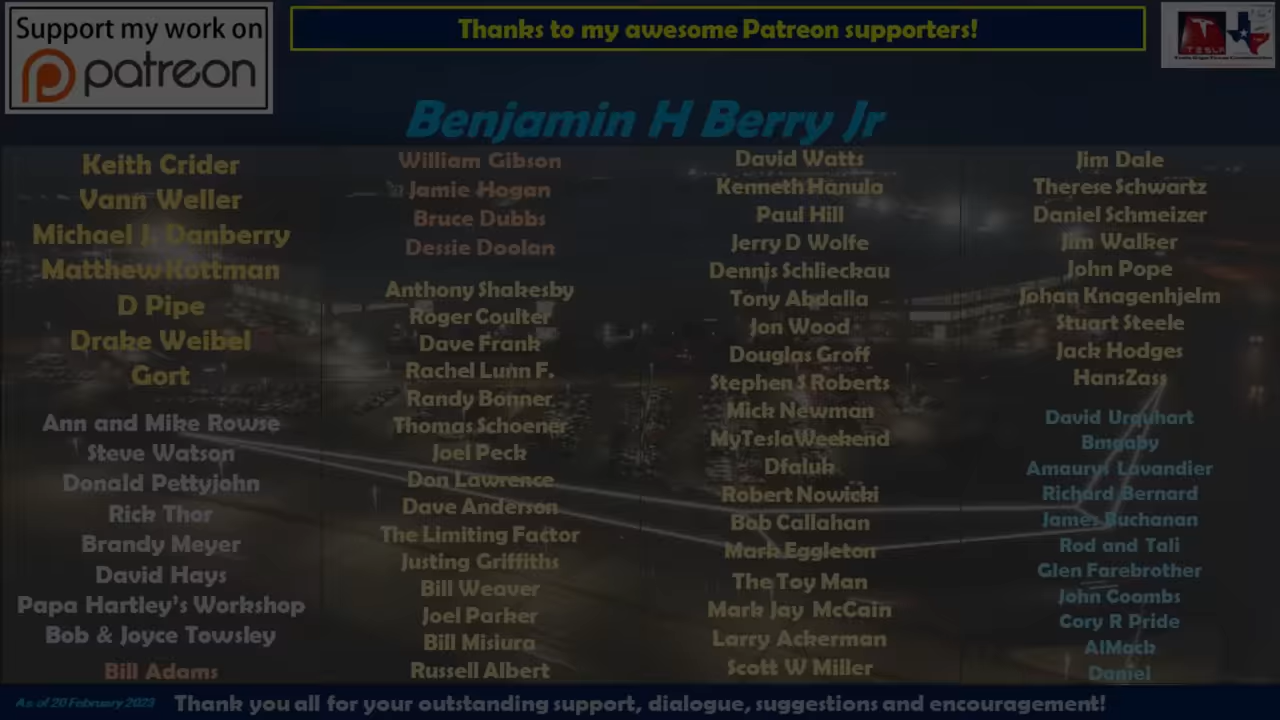 Support my work on
patreon
Thanks to my awesome Patreon supporters!
TESLA
Benjamin H Berry Jr
Keith Crider
Vann Weller
Michael J. Danberry
Matthew Kottman
D Pipe
Drake Weibel
Gort
Ann and Mike Rowse
Steve Watson
Donald Pettyjohn
Rick Thor
Brandy Meyer
David Hays
Papa Hartley's Workshop
Bob & Joyce Towsley
Bill Adams
William Gibson
Jamie Hogan
Bruce Dubbs
Dessie Doolan
Anthony Shakesby
Roger Coulter
Dave Frank
Rachel Lunn F.
Randy Bonner
Thomas Schoener
Joel Peck
Don Lawrence
Dave Anderson
The Limiting Factor
Justing Griffiths
Bill Weaver
Joel Parker
Bill Misiura
Russell Albert
David Watts
Kenneth Hanula
Paul Hill
Jerry D Wolfe
Dennis Schlieckau
Tony Abdalla
Jon Wood
Douglas Groff
Stephen S Roberts
Mick Newman
MyTeslaWeekend
Dfaluk
Robert Nowicki
Bob Callahan
Mark Eggleton
The Toy Man
Mark Jay McCain
Larry Ackerman
Scott W Miller
Jim Dale
Therese Schwartz
Daniel Schmeizer
Jim Walker
John Pope
Johan Knagenhjelm
Stuart Steele
Jack Hodges
HansZass
David Urquhart
Bmgaby
Amaurys Lavandier
Richard Bernard
James Buchanan
Rod and Tali
Glen Farebrother
John Coombs
Cory R Pride
AlMack
Daniel
As of 20 February 2023
Thank you all for your outstanding support, dialogue, suggestions and encouragement!